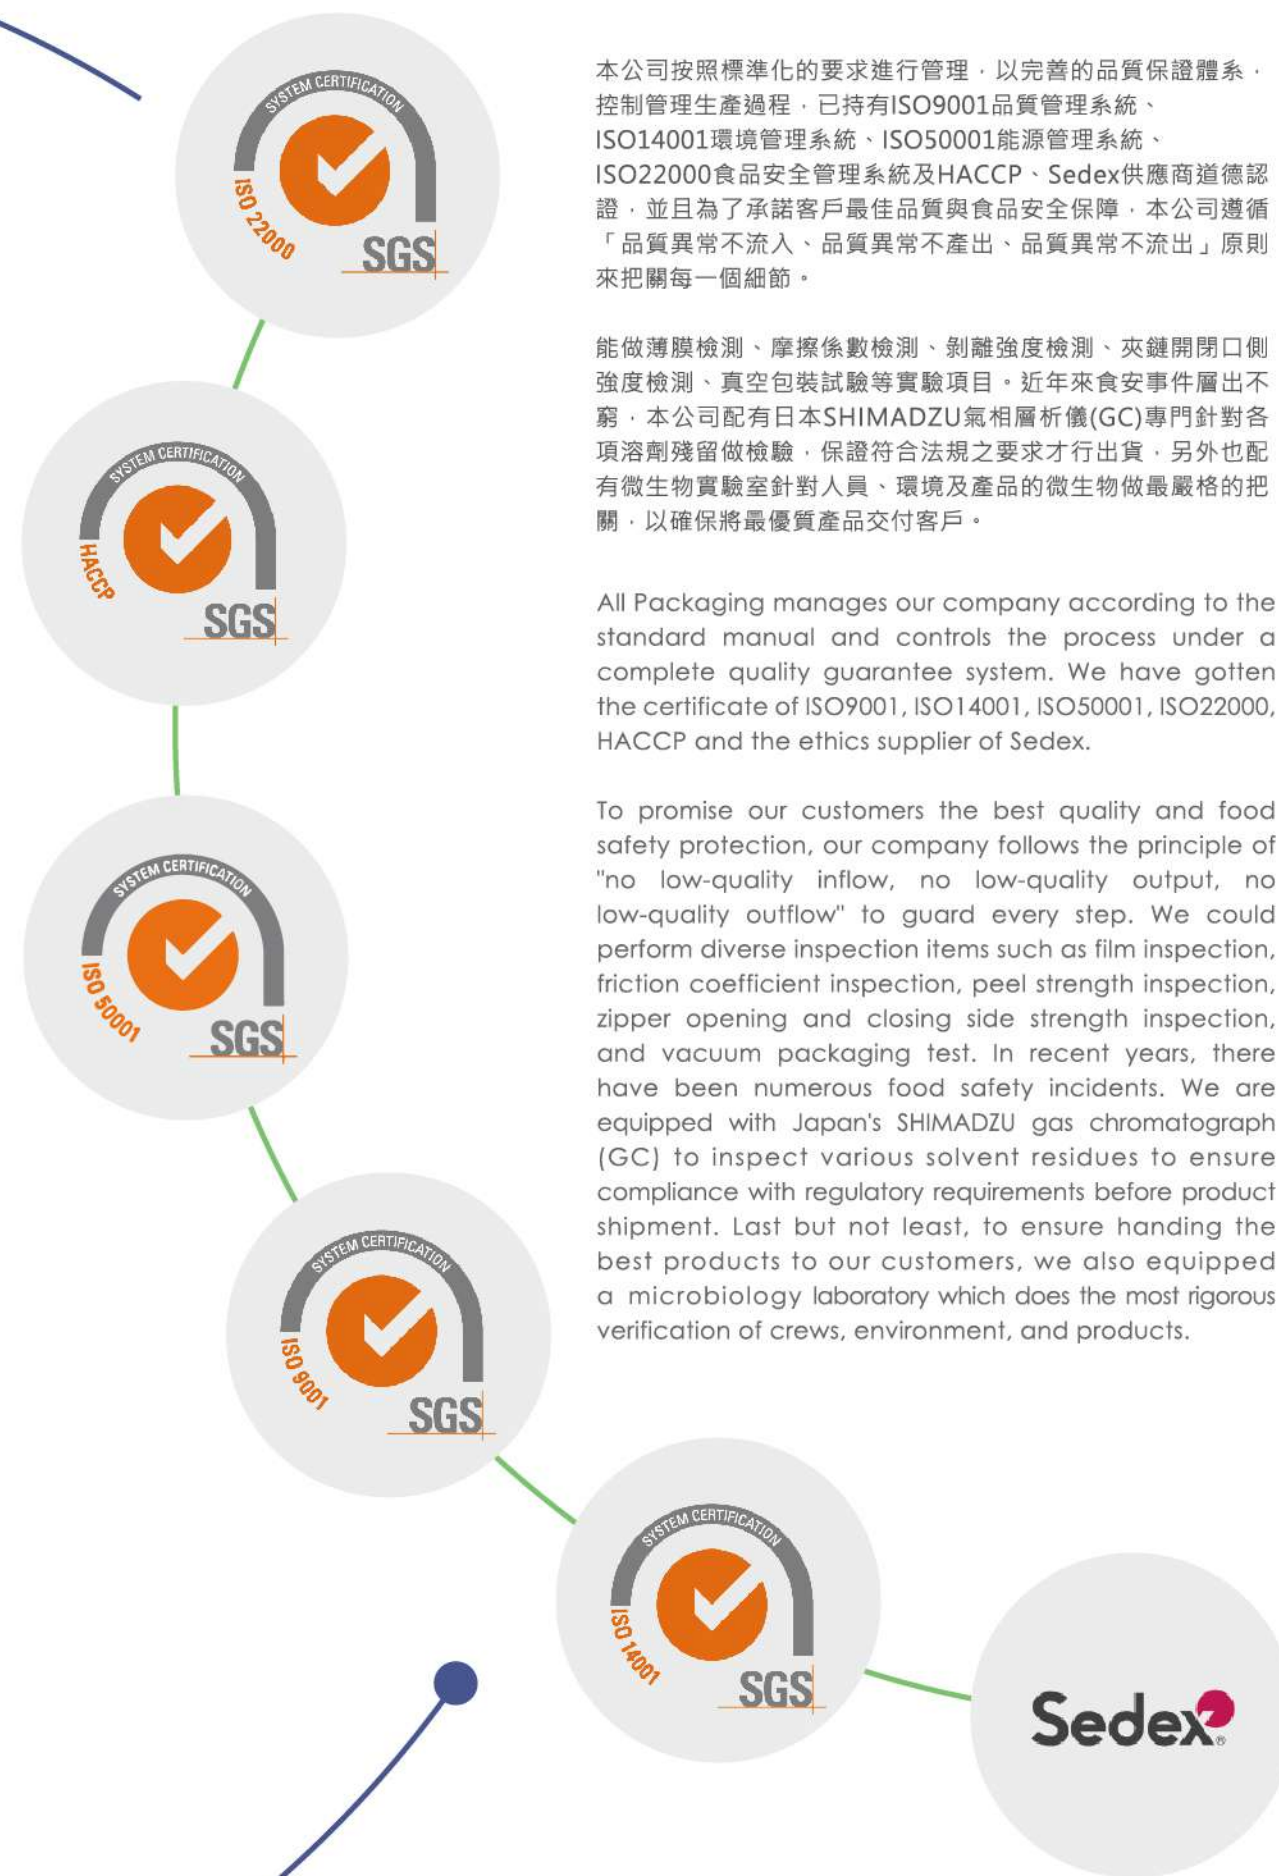 SYSTEM CERTIFICATION
ISO 22000
SGS
SYSTEM CERTIFICATION
HACCP
SGS
SYSTEM CERTIFICATION
ISO 50001
SGS
SYSTEM CERTIFICATION
ISO 9001
SGS
SYSTEM CERTIFICATION
ISO 14001
SGS
Sedex®
本公司按照標準化的要求進行管理，以完善的品質保證體系，
控制管理生產過程，已持有ISO9001品質管理系統、
ISO14001環境管理系統、ISO50001能源管理系統、
ISO22000食品安全管理系統及HACCP、Sedex供應商道德認
證，並且為了承諾客戶最佳品質與食品安全保障，本公司遵循
「品質異常不流入、品質異常不產出、品質異常不流出」原則
來把關每一個細節。
能做薄膜檢測、摩擦係數檢測、剝離強度檢測、夾鏈開閉口側
強度檢測、真空包裝試驗等實驗項目。近年來食安事件層出不
窮，本公司配有日本SHIMADZU氣相層析儀(GC)專門針對各
項溶劑殘留做檢驗，保證符合法規之要求才行出貨，另外也配
有微生物實驗室針對人員、環境及產品的微生物做最嚴格的把
關，以確保將最優質產品交付客戶。
All Packaging manages our company according to the
standard manual and controls the process under a
complete quality guarantee system. We have gotten
the certificate of ISO9001, ISO14001, ISO50001, ISO22000,
HACCP and the ethics supplier of Sedex.
To promise our customers the best quality and food
safety protection, our company follows the principle of
"no low-quality inflow, no low-quality output, no
low-quality outflow" to guard every step. We could
perform diverse inspection items such as film inspection,
friction coefficient inspection, peel strength inspection,
zipper opening and closing side strength inspection,
and vacuum packaging test. In recent years, there
have been numerous food safety incidents. We are
equipped with Japan's SHIMADZU gas chromatograph
(GC) to inspect various solvent residues to ensure
compliance with regulatory requirements before product
shipment. Last but not least, to ensure handing the
best products to our customers, we also equipped
a microbiology laboratory which does the most rigorous
verification of crews, environment, and products.